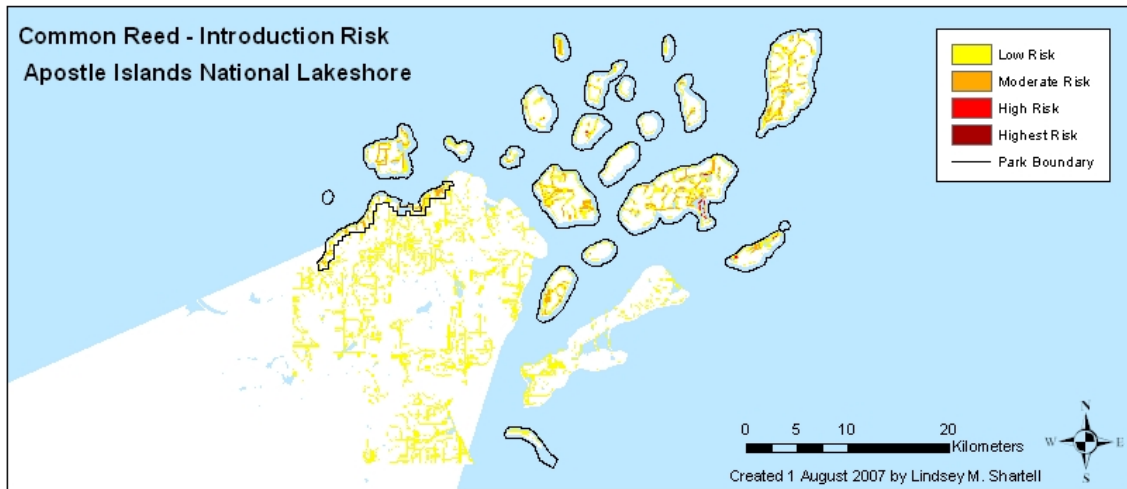 Common Reed - Introduction Risk
Apostle Islands National Lakeshore
Low Risk
Moderate Risk
High Risk
Highest Risk
Park Boundary
N
W E
S
0 5 10 20
Kilometers
Created 1 August 2007 by Lindsey M. Shartell